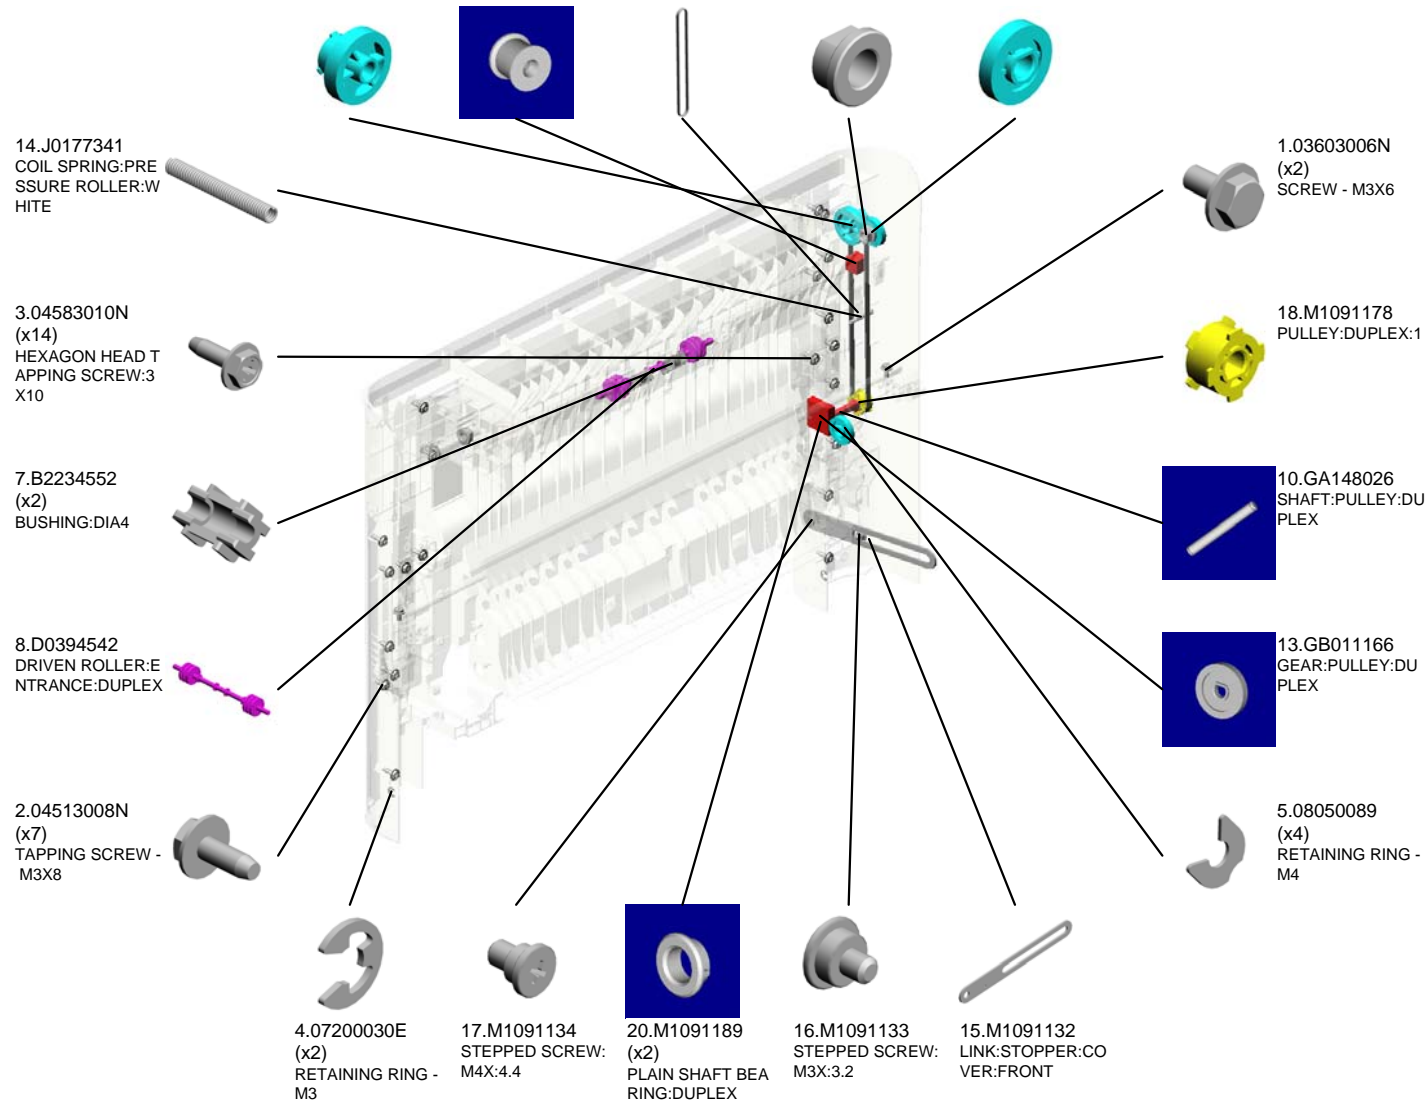 14.J0177341
COIL SPRING:PRE
SSURE ROLLER:W
HITE
1.03603006N
(x2)
SCREW - M3X6
3.04583010N
(x14)
HEXAGON HEAD T
APPING SCREW:3
X10
18.M1091178
PULLEY:DUPLEX:1
7.B2234552
(x2)
BUSHING:DIA4
10.GA148026
SHAFT:PULLEY:DU
PLEX
8.D0394542
DRIVEN ROLLER:E
NTRANCE:DUPLEX
13.GB011166
GEAR:PULLEY:DU
PLEX
2.04513008N
(x7)
TAPPING SCREW -
M3X8
5.08050089
(x4)
RETAINING RING -
M4
4.07200030E
(x2)
RETAINING RING -
M3
17.M1091134
STEPPED SCREW:
M4X:4.4
20.M1091189
(x2)
PLAIN SHAFT BEA
RING:DUPLEX
16.M1091133
STEPPED SCREW:
M3X:3.2
15.M1091132
LINK:STOPPER:CO
VER:FRONT